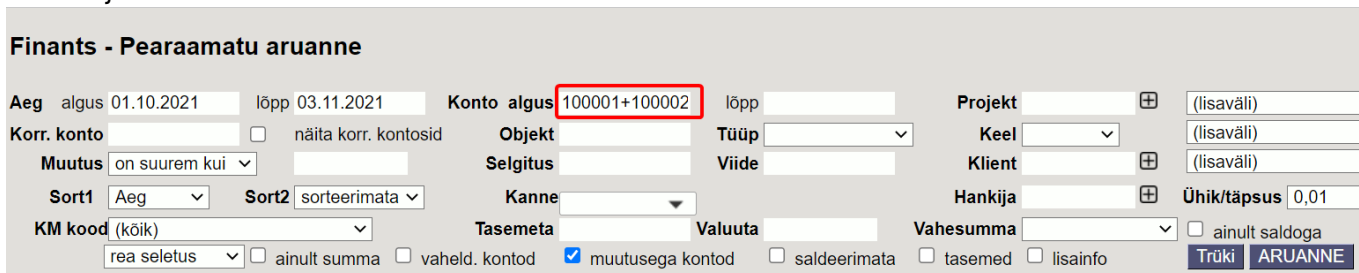 Finants - Pearaamatu aruanne
Aeg algus 01.10.2021 lõpp 03.11.2021 Konto algus 100001+100002 lõpp Projekt (lisaväli)
Korr. konto näita korr. kontosid Objekt Tüüp Keel (lisaväli)
Muutus on suurem kui Selgitus Viide Klient (lisaväli)
Sort1 Aeg Sort2 sorteerimata Kanne Hankija Ühik/täpsus 0,01
KM kood (kõik) Tasemeta Valuuta Vahesumma ainult saldoga
rea seletus ainult summa vaheld. kontod muutusega kontod saldeerimata tasemed lisainfo Trüki ARUANNE